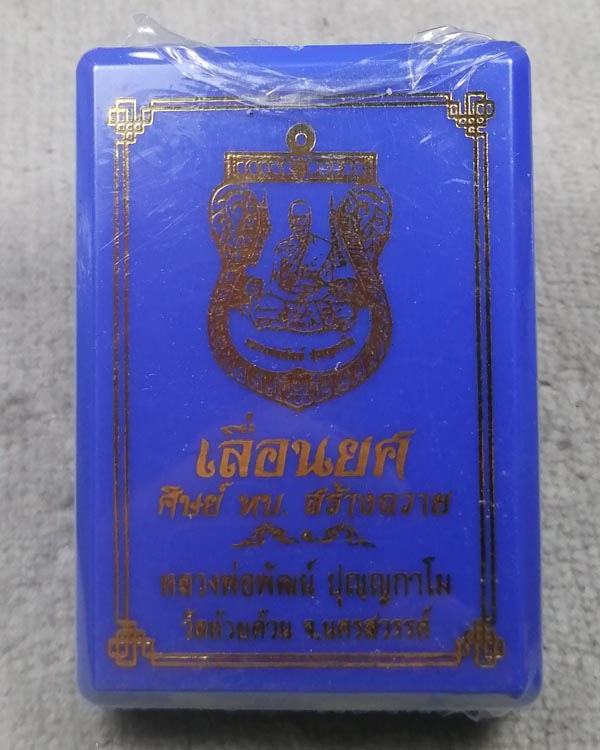 เลื่อนยศ
ศิษย์ ทบ. สร้างถวาย
หลวงพ่อพัฒน์ ปุญญกาโม
วัดห้วยด้วน จ.นครสวรรค์